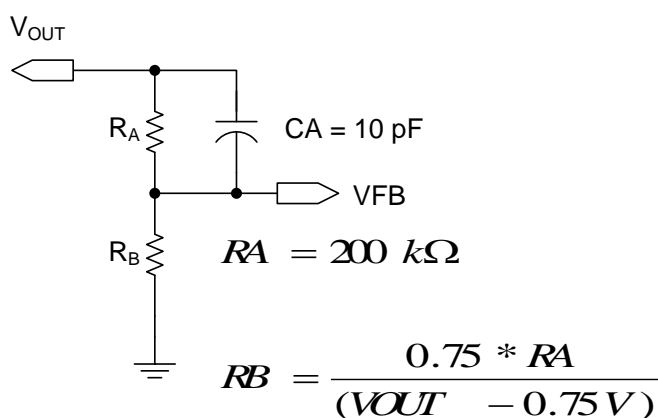 VOUT
RA
CA = 10 pF
VFB
RB
RA = 200 kΩ
RB = 0.75 * RA / (VOUT - 0.75 V)